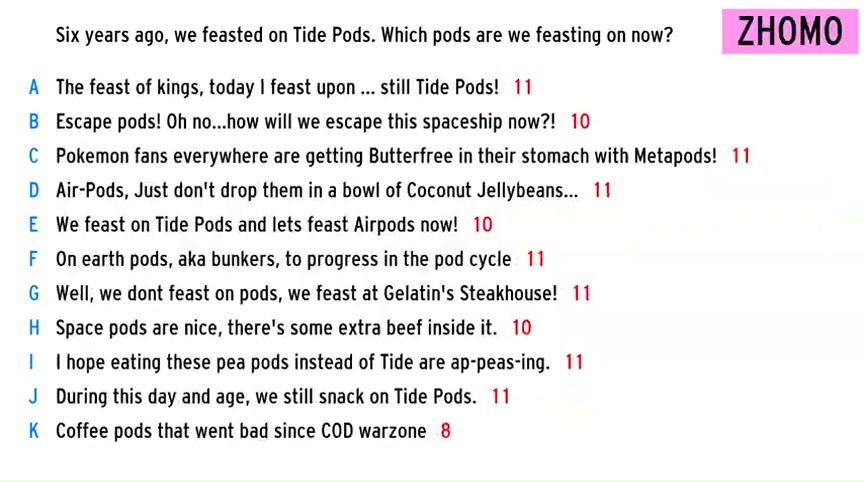 Six years ago, we feasted on Tide Pods. Which pods are we feasting on now?
ZHOMO
A The feast of kings, today I feast upon ... still Tide Pods! 11
B Escape pods! Oh no...how will we escape this spaceship now?! 10
C Pokemon fans everywhere are getting Butterfree in their stomach with Metapods! 11
D Air-Pods, Just don't drop them in a bowl of Coconut Jellybeans... 11
E We feast on Tide Pods and lets feast Airpods now! 10
F On earth pods, aka bunkers, to progress in the pod cycle 11
G Well, we dont feast on pods, we feast at Gelatin's Steakhouse! 11
H Space pods are nice, there's some extra beef inside it. 10
I I hope eating these pea pods instead of Tide are ap-peas-ing. 11
J During this day and age, we still snack on Tide Pods. 11
K Coffee pods that went bad since COD warzone 8